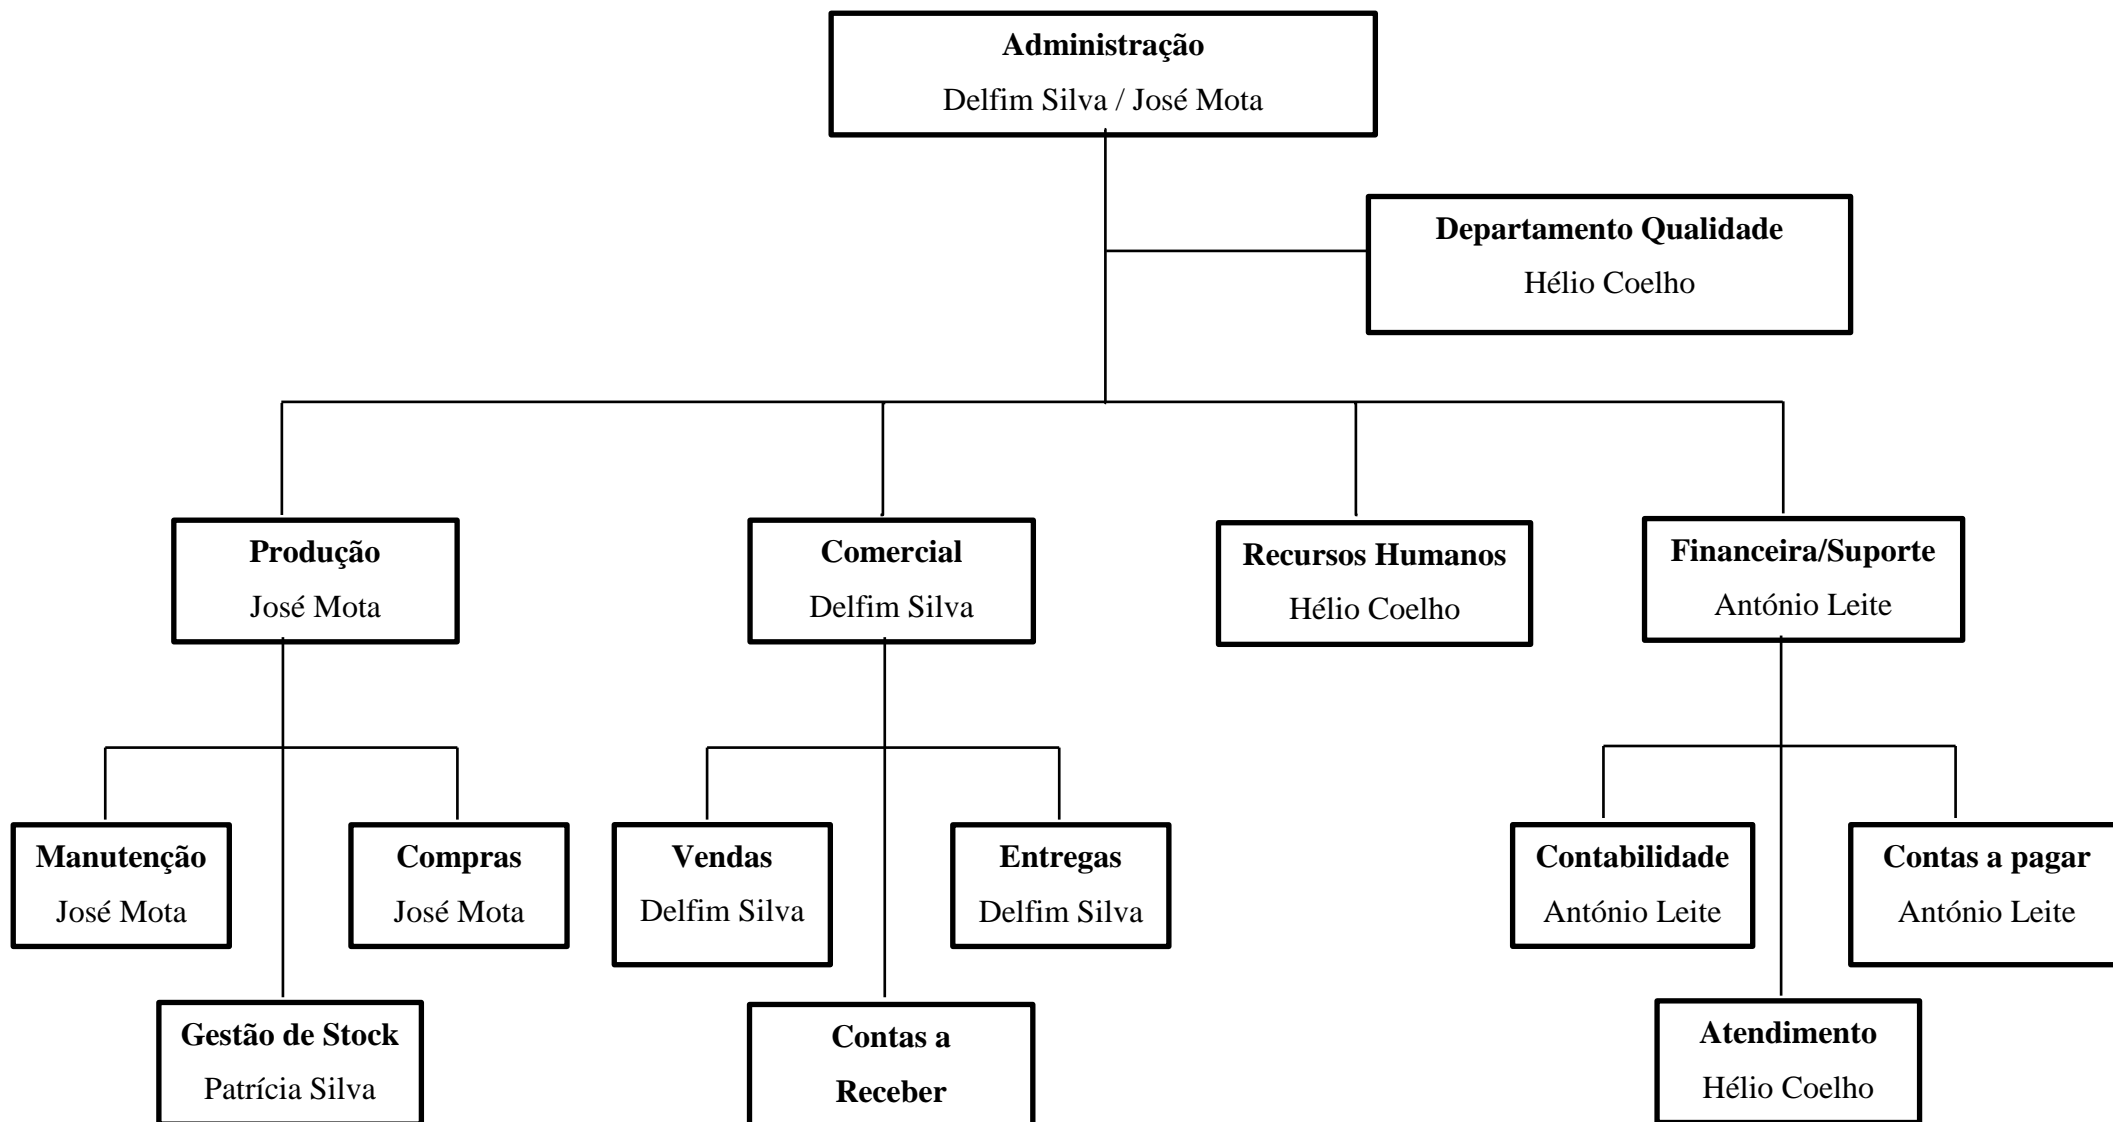 Administração
Delfim Silva / José Mota
Departamento Qualidade
Hélio Coelho
Produção
José Mota
Comercial
Delfim Silva
Recursos Humanos
Hélio Coelho
Financeira/Suporte
António Leite
Manutenção
José Mota
Compras
José Mota
Vendas
Delfim Silva
Entregas
Delfim Silva
Contabilidade
António Leite
Contas a pagar
António Leite
Gestão de Stock
Patrícia Silva
Contas a
Receber
Atendimento
Hélio Coelho